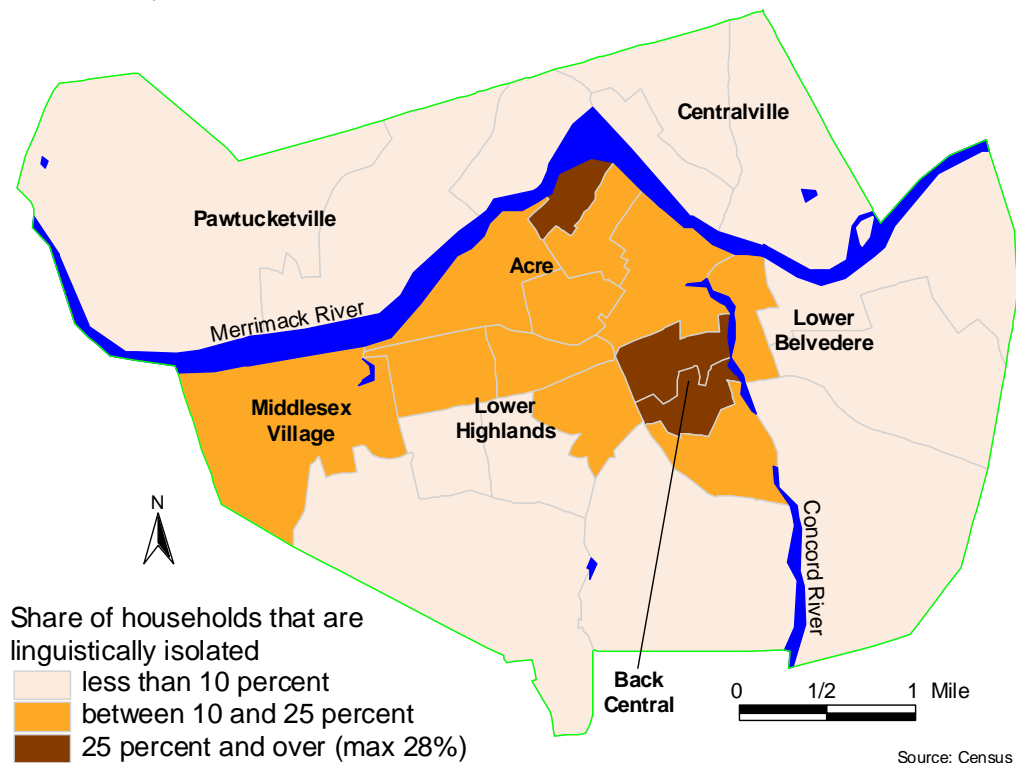 Centralville
Pawtucketville
Acre
Merrimack River
Lower
Belvedere
Middlesex
Village
Lower
Highlands
N
Concord River
Share of households that are
linguistically isolated
less than 10 percent
between 10 and 25 percent
25 percent and over (max 28%)
Back
Central
0 1/2 1 Mile
Source: Census